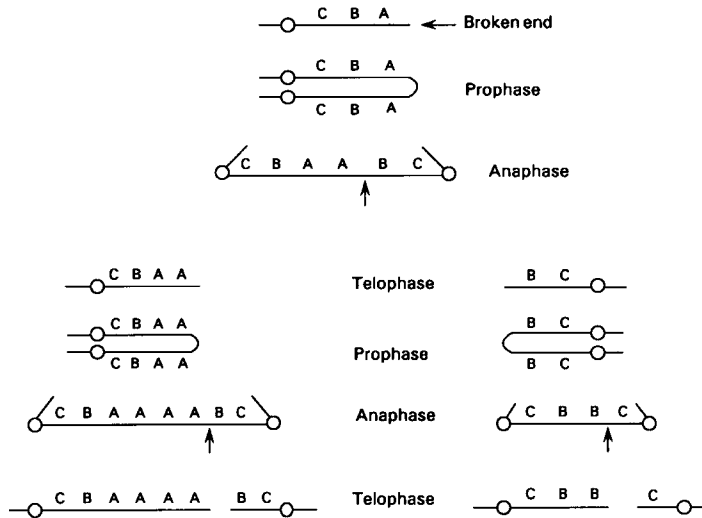 C B A
Broken end
C B A
Prophase
C B A
C B A A B C
Anaphase
C B A A
Telophase
B C
C B A A
B C
Prophase
C B A A
B C
C B A A A A B C
Anaphase
C B B C
C B A A A A
B C
Telophase
C B B
C